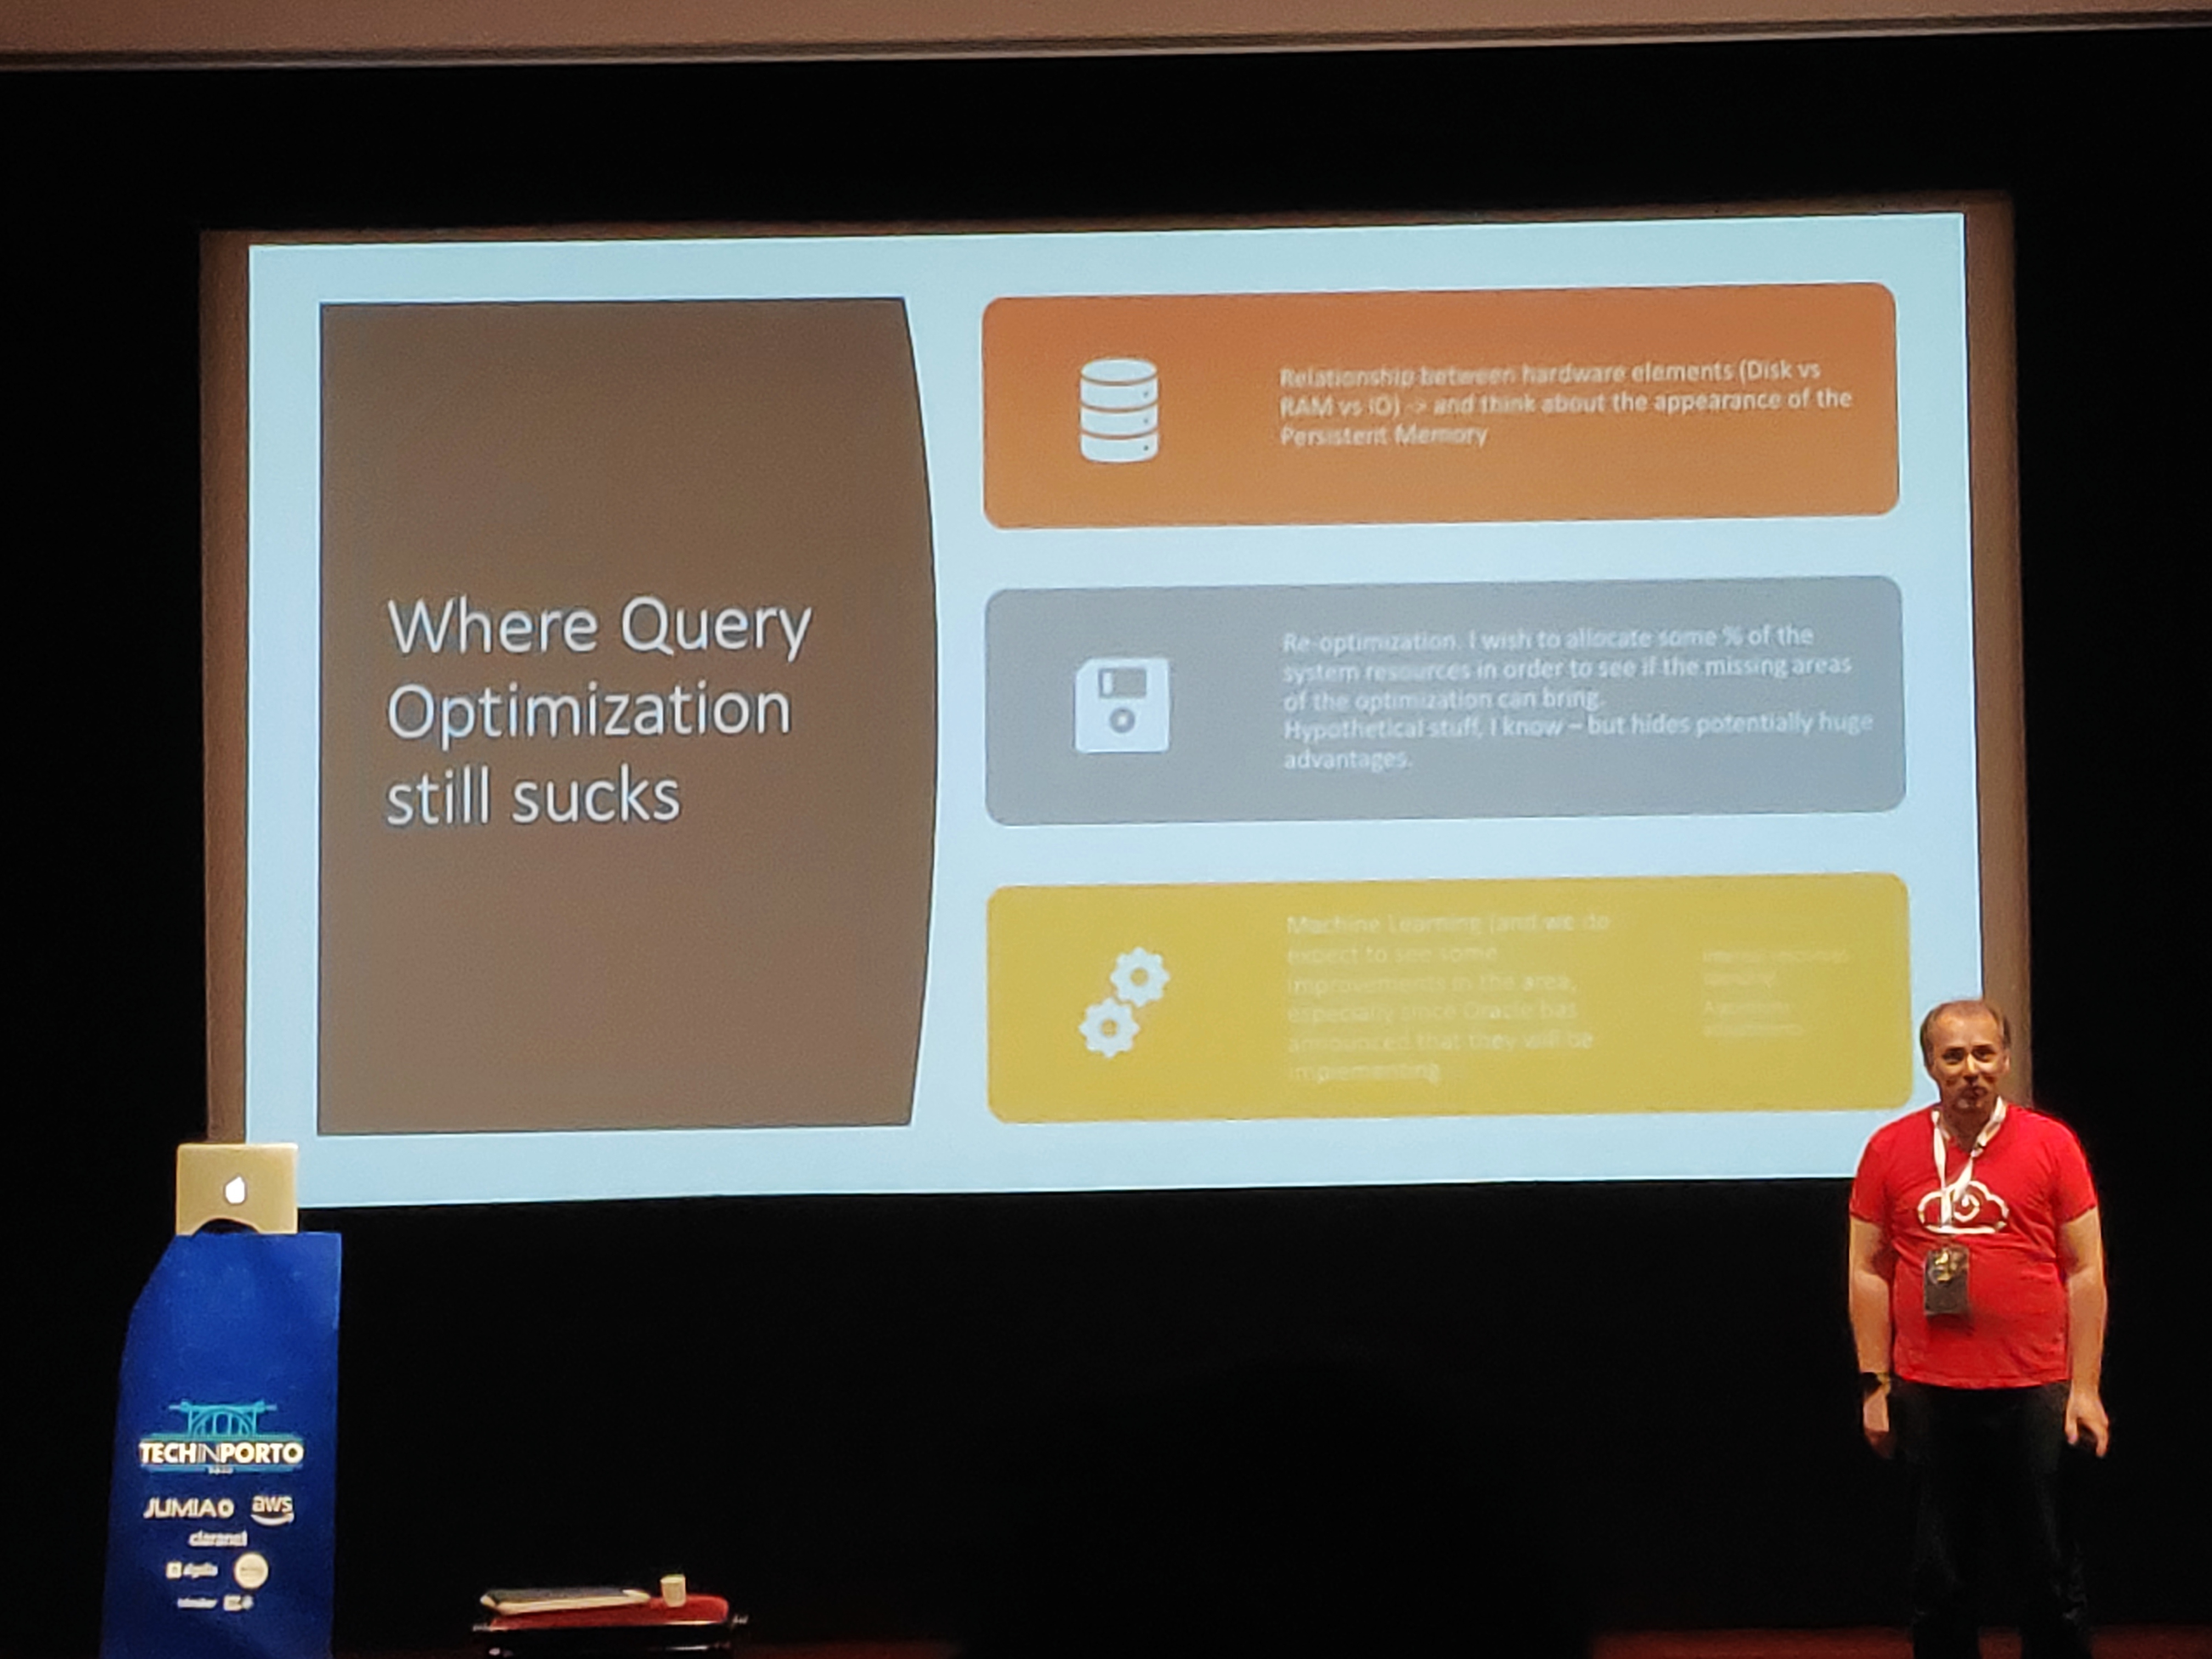 Where Query
Optimization
still sucks
Relationship between hardware elements (Disk vs
RAM vs IO) -> and think about the appearance of the
Persistent Memory
Re-optimization. I wish to allocate some % of the
system resources in order to see if the missing areas
of the optimization can bring.
Hypothetical stuff, I know – but hides potentially huge
advantages.
Machine Learning (and we do
expect to see some
improvements in the area,
especially since Oracle has
announced that they will be
implementing
TECHINPORTO
JUMIA
aws
claranet